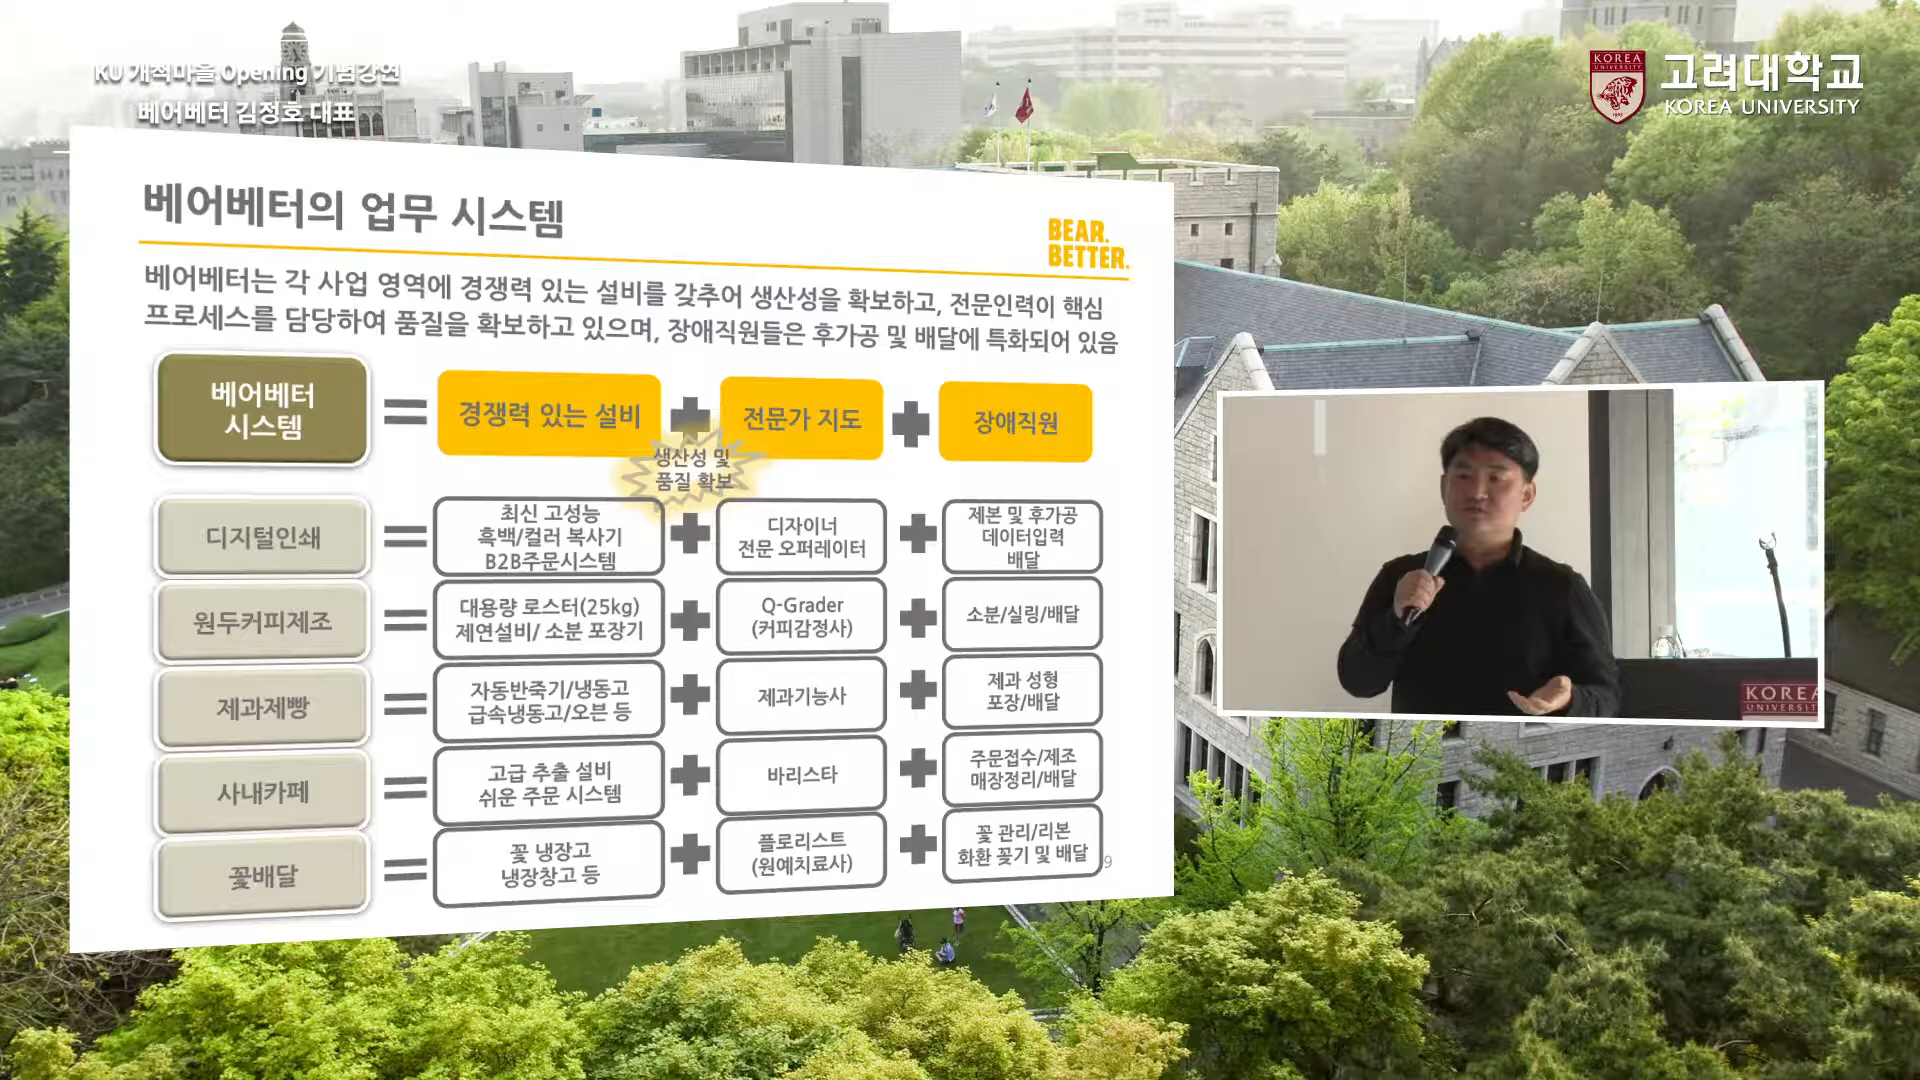 KU 개척마을 Opening 기념강연
베어베터 김정호 대표
KOREA
UNIVERSITY
고려대학교
KOREA UNIVERSITY
베어베터의 업무 시스템
BEAR.
BETTER.
베어베터는 각 사업 영역에 경쟁력 있는 설비를 갖추어 생산성을 확보하고, 전문인력이 핵심
프로세스를 담당하여 품질을 확보하고 있으며, 장애직원들은 후가공 및 배달에 특화되어 있음
베어베터
시스템
=
경쟁력 있는 설비
+
전문가 지도
+
장애직원
생산성 및
품질 확보
디지털인쇄
=
최신 고성능
흑백/컬러 복사기
B2B주문시스템
+
디자이너
전문 오퍼레이터
+
제본 및 후가공
데이터입력
배달
원두커피제조
=
대용량 로스터(25kg)
제연설비/ 소분 포장기
+
Q-Grader
(커피감정사)
+
소분/실링/배달
제과제빵
=
자동반죽기/냉동고
급속냉동고/오븐 등
+
제과기능사
+
제과 성형
포장/배달
사내카페
=
고급 추출 설비
쉬운 주문 시스템
+
바리스타
+
주문접수/제조
매장정리/배달
꽃배달
=
꽃 냉장고
냉장창고 등
+
플로리스트
(원예치료사)
+
꽃 관리/리본
화환 꽂기 및 배달
9
KOREA
UNIVERSITY